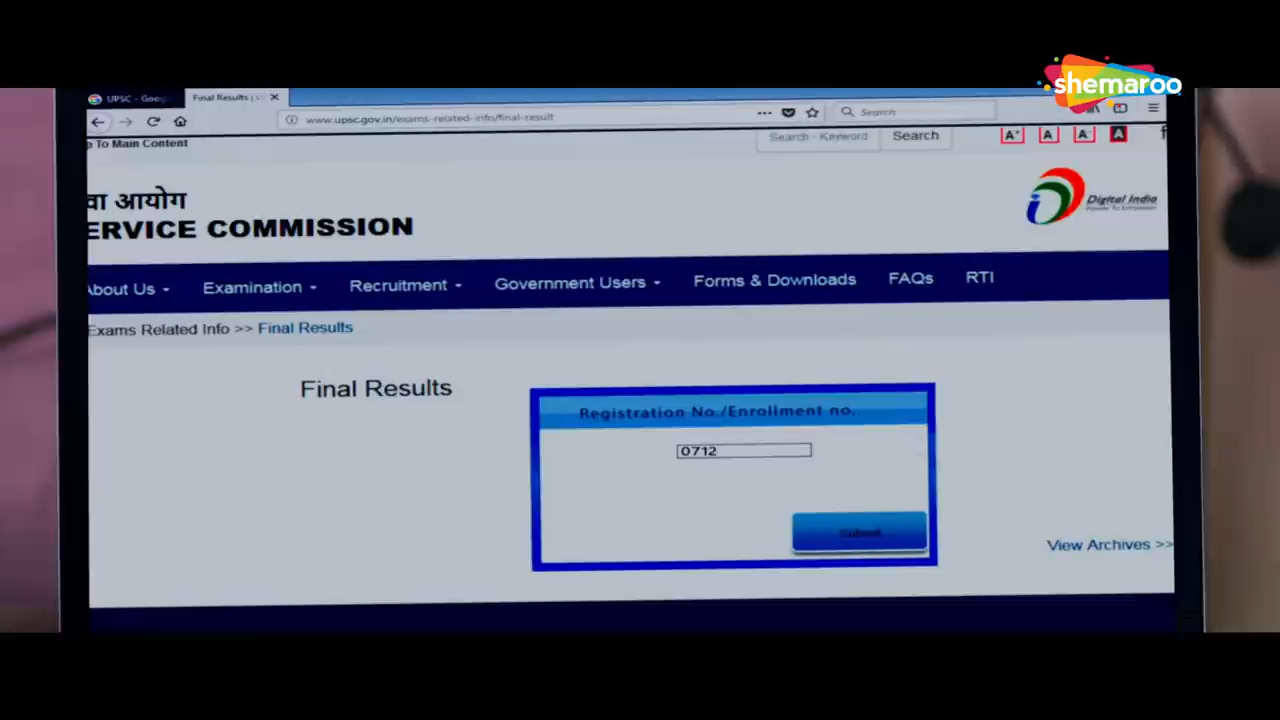 shemaroo
UPSC - Goog
Final Results | 
www.upsc.gov.in/exams-related-info/final-result
Search
p To Main Content
Search - Keyword
Search
A+
A
A-
A
वा आयोग
ERVICE COMMISSION
Digital India
About Us
Examination
Recruitment
Government Users
Forms & Downloads
FAQs
RTI
Exams Related Info >> Final Results
Final Results
Registration No./Enrollment no..
0712
Submit
View Archives >>